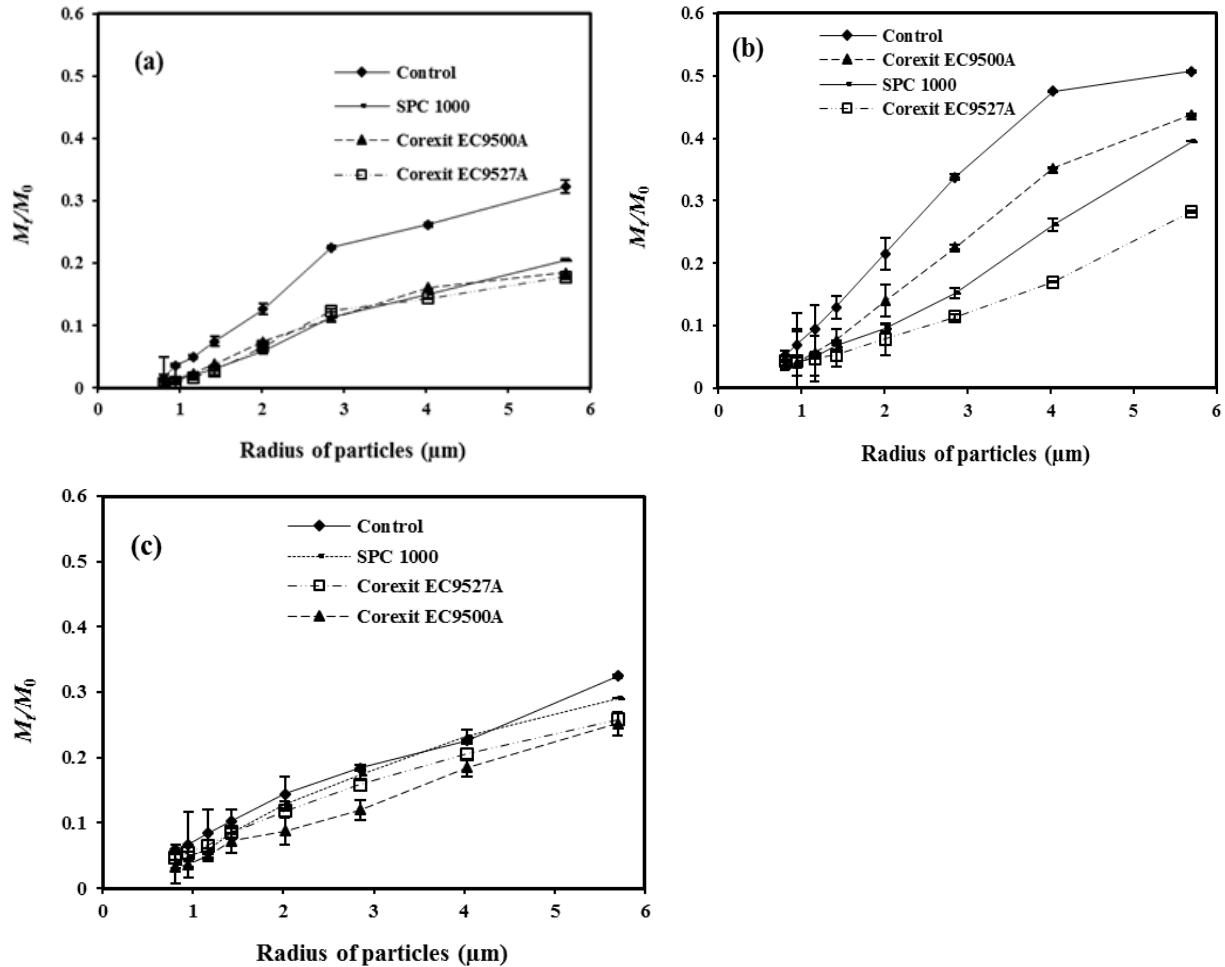 (a)
Control
SPC 1000
Corexit EC9500A
Corexit EC9527A
0.6
0.5
0.4
0.3
0.2
0.1
0
Mt/M0
0 1 2 3 4 5 6
Radius of particles (µm)
(b)
Control
Corexit EC9500A
SPC 1000
Corexit EC9527A
0.6
0.5
0.4
0.3
0.2
0.1
0
Mt/M0
0 1 2 3 4 5 6
Radius of particles (µm)
(c)
Control
SPC 1000
Corexit EC9527A
Corexit EC9500A
0.6
0.5
0.4
0.3
0.2
0.1
0
Mt/M0
0 1 2 3 4 5 6
Radius of particles (µm)